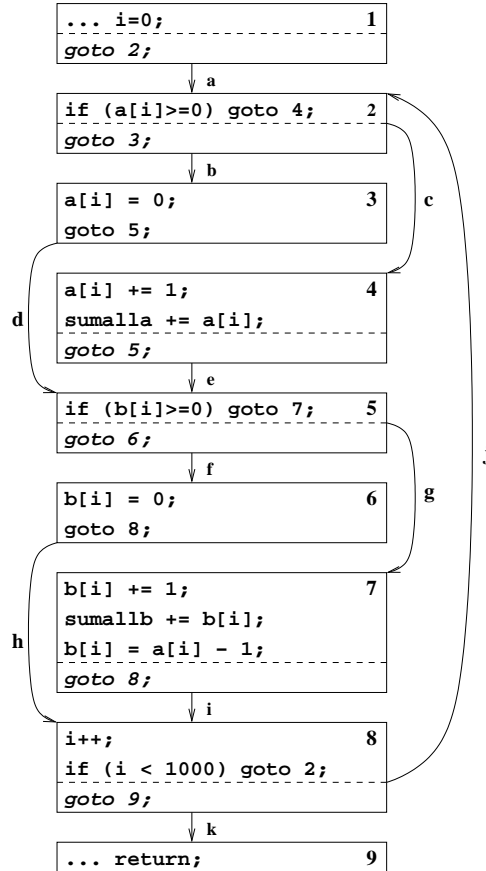 ... i=0; 1
goto 2;
a
if (a[i]>=0) goto 4; 2
goto 3;
b
a[i] = 0; 3
c
goto 5;
a[i] += 1; 4
d
sumalla += a[i];
goto 5;
e
if (b[i]>=0) goto 7; 5
goto 6;
f
j
b[i] = 0; 6
g
goto 8;
b[i] += 1; 7
sumallb += b[i];
h
b[i] = a[i] - 1;
goto 8;
i
i++; 8
if (i < 1000) goto 2;
goto 9;
k
... return; 9